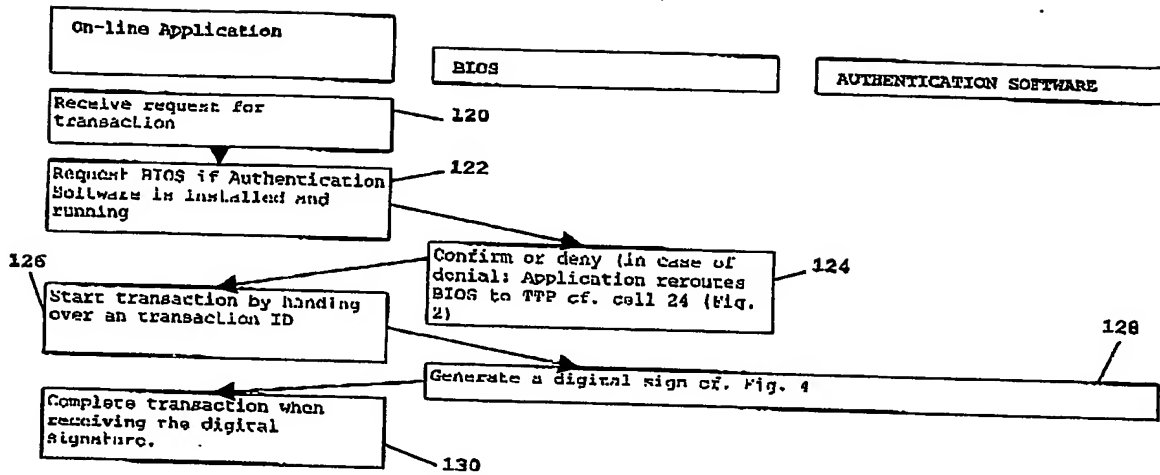 On-line Application
BIOS
AUTHENTICATION SOFTWARE
Receive request for
transaction
120
Request BIOS if Authentication
Software is installed and
running
122
Confirm or deny (in case of
denial: Application reroutes
BIOS to TTP cf. cell 24 (Fig.
2)
124
126
Start transaction by handing
over an transaction ID
128
Generate a digital sign cf. Fig. 4
Complete transaction when
receiving the digital
signature.
130